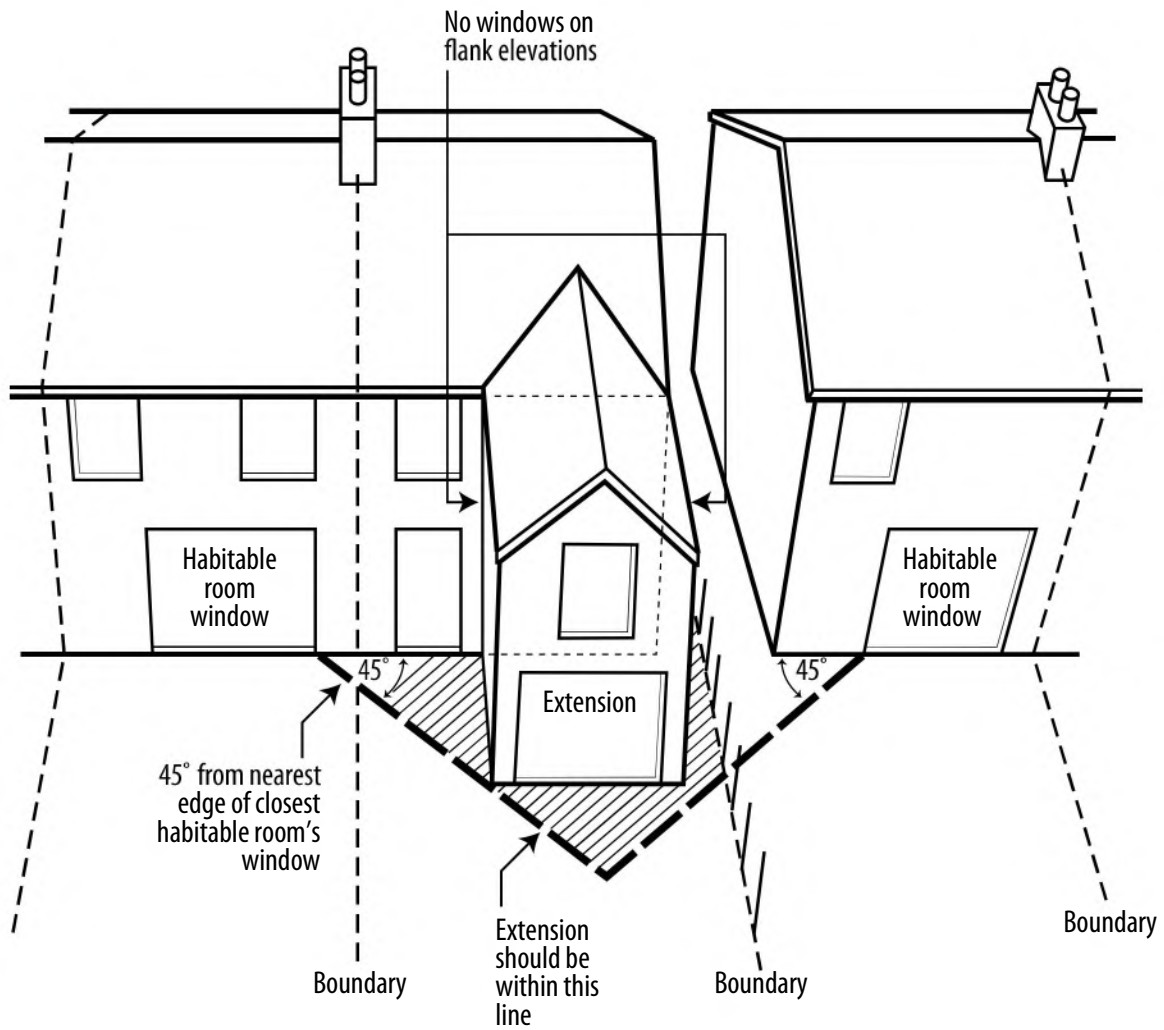 No windows on
flank elevations
Habitable
room
window
Habitable
room
window
45°
45°
Extension
45° from nearest
edge of closest
habitable room's
window
Extension
should be
within this
line
Boundary
Boundary
Boundary